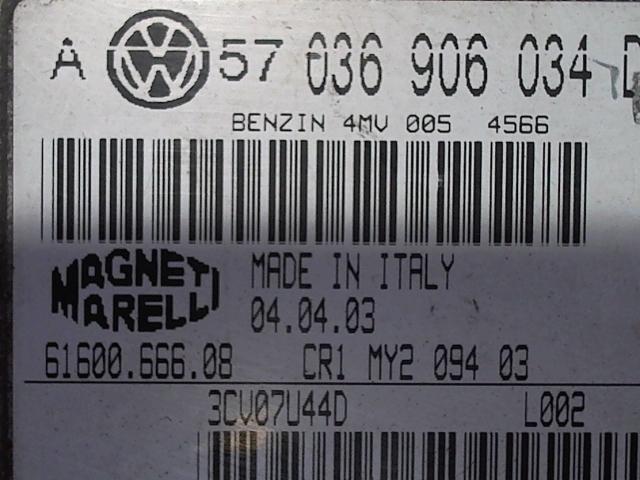 A 57 036 906 034 D
BENZIN 4MV 005 4566
MAGNETI MARELLI
MADE IN ITALY
04.04.03
61600.666.08 CR1 MY2 094 03
3CV07U44D L002